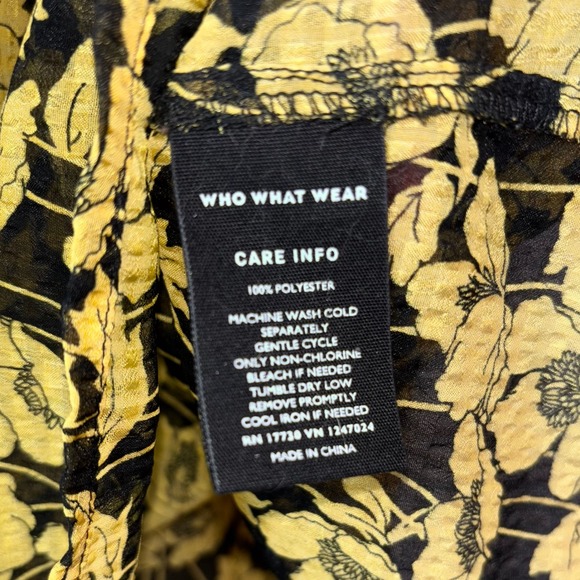 WHO WHAT WEAR
CARE INFO
100% POLYESTER
MACHINE WASH COLD
SEPARATELY
GENTLE CYCLE
ONLY NON-CHLORINE
BLEACH IF NEEDED
TUMBLE DRY LOW
REMOVE PROMPTLY
COOL IRON IF NEEDED
RN 17730 VN 1247024
MADE IN CHINA